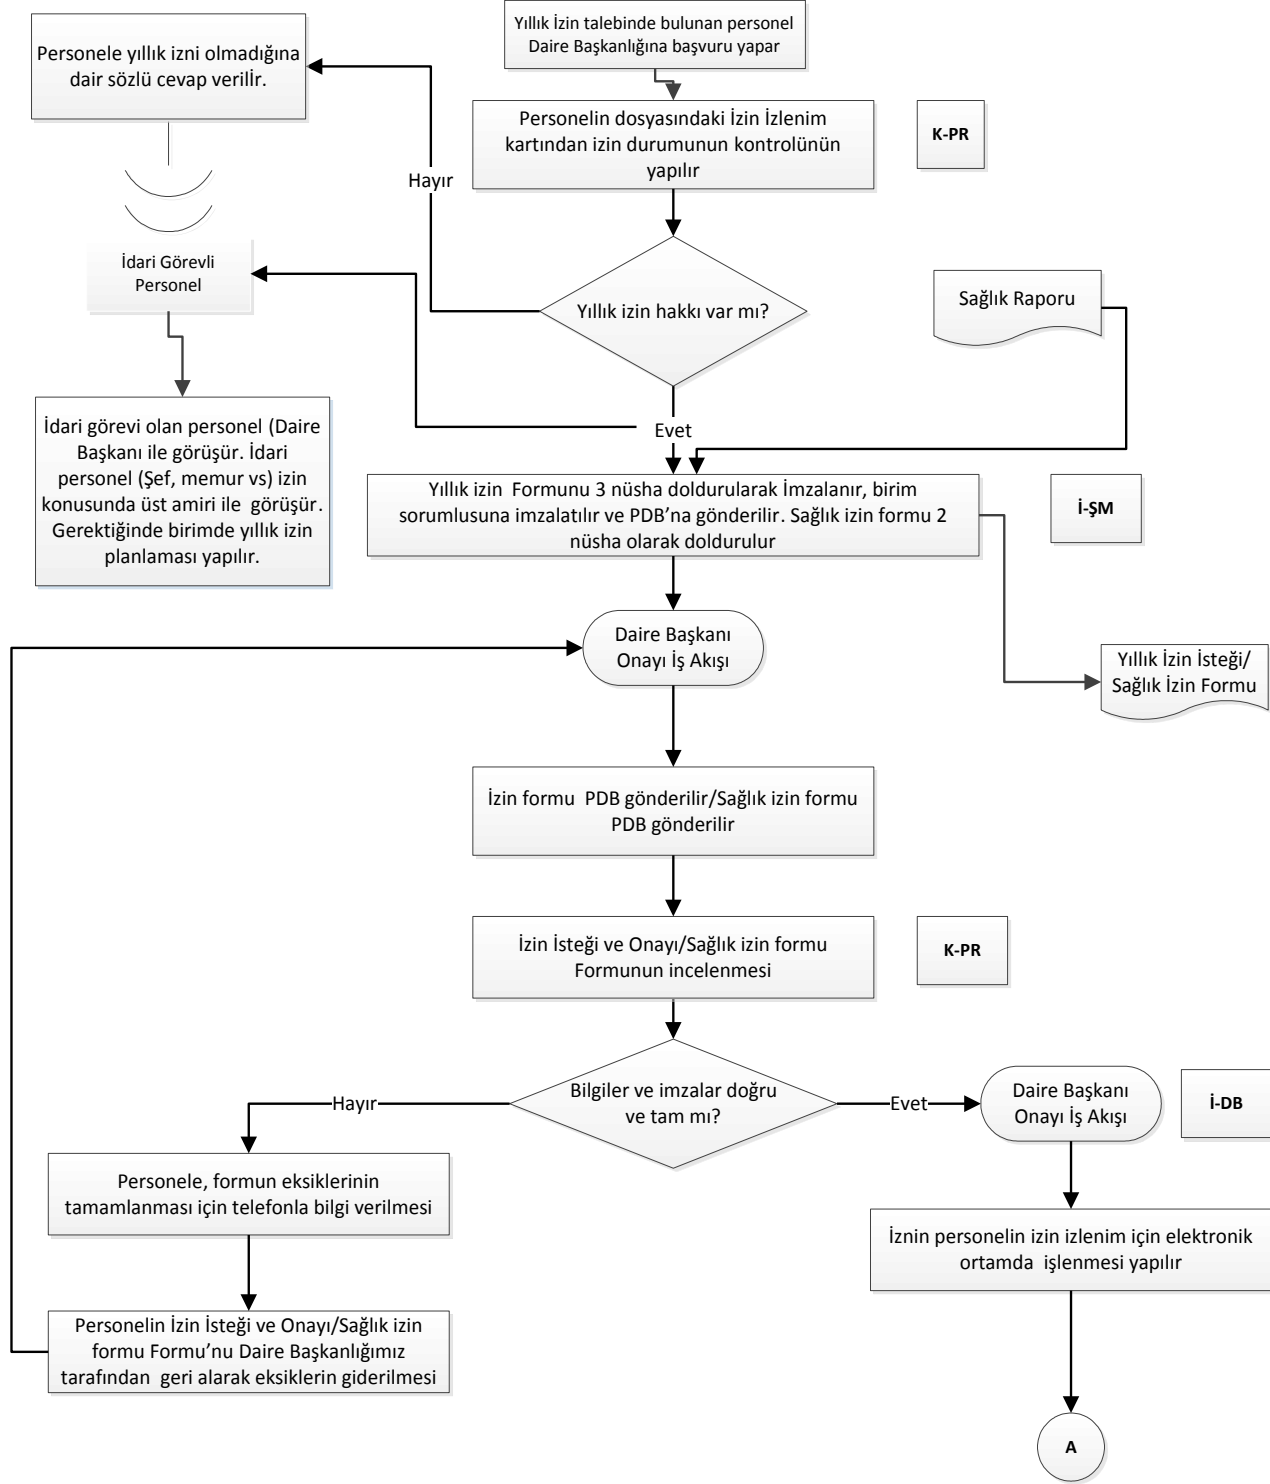 Yıllık İzin talebinde bulunan personel
Daire Başkanlığına başvuru yapar
Personele yıllık izni olmadığına
dair sözlü cevap verilir.
Personelin dosyasındaki İzin İzlenim
kartından izin durumunun kontrolünün
yapılır
K-PR
Hayır
İdari Görevli
Personel
Yıllık izin hakkı var mı?
Sağlık Raporu
İdari görevi olan personel (Daire
Başkanı ile görüşür. İdari
personel (Şef, memur vs) izin
konusunda üst amiri ile görüşür.
Gerektiğinde birimde yıllık izin
planlaması yapılır.
Evet
Yıllık izin Formunu 3 nüsha doldurularak İmzalanır, birim
sorumlusuna imzalatılır ve PDB’na gönderilir. Sağlık izin formu 2
nüsha olarak doldurulur
İ-ŞM
Daire Başkanı
Onayı İş Akışı
Yıllık İzin İsteği/
Sağlık İzin Formu
İzin formu PDB gönderilir/Sağlık izin formu
PDB gönderilir
İzin İsteği ve Onayı/Sağlık izin formu
Formunun incelenmesi
K-PR
Bilgiler ve imzalar doğru
ve tam mı?
Hayır
Evet
Daire Başkanı
Onayı İş Akışı
İ-DB
Personele, formun eksiklerinin
tamamlanması için telefonla bilgi verilmesi
İznin personelin izin izlenim için elektronik
ortamda işlenmesi yapılır
Personelin İzin İsteği ve Onayı/Sağlık izin
formu Formu’nu Daire Başkanlığımız
tarafından geri alarak eksiklerin giderilmesi
A